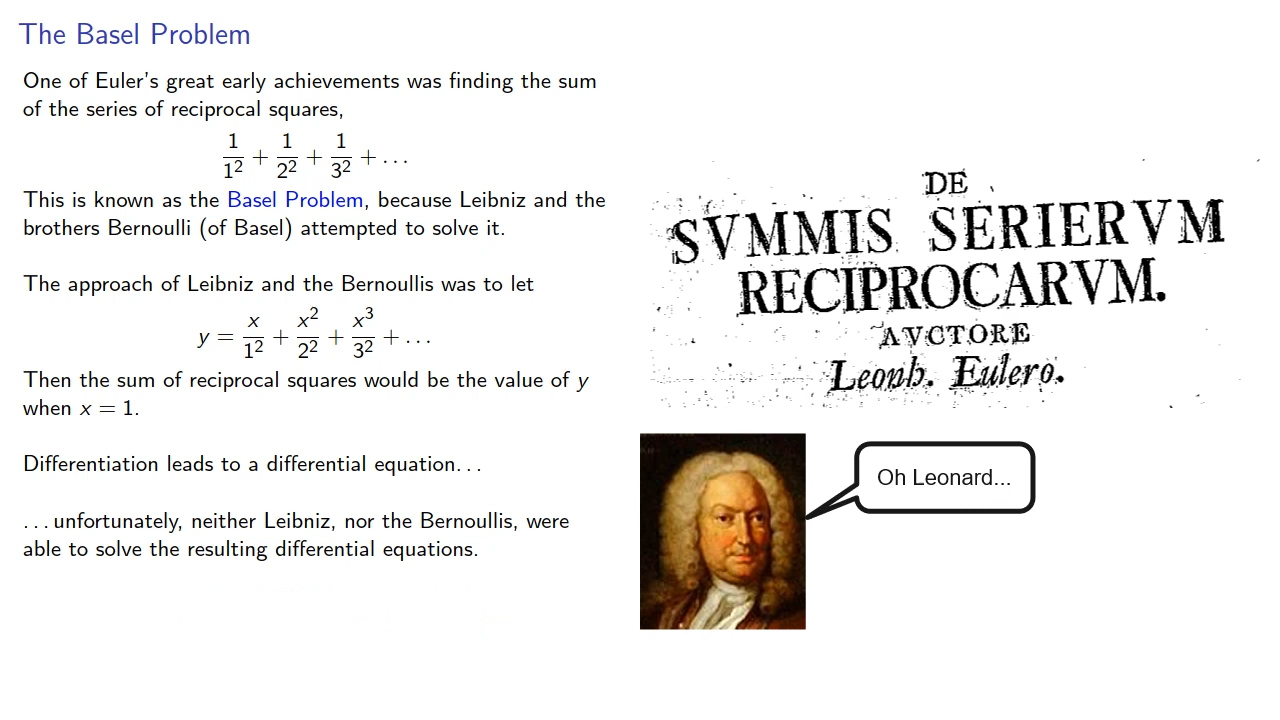 The Basel Problem
One of Euler's great early achievements was finding the sum
of the series of reciprocal squares,
1/1² + 1/2² + 1/3² + ...
This is known as the Basel Problem, because Leibniz and the
brothers Bernoulli (of Basel) attempted to solve it.
The approach of Leibniz and the Bernoullis was to let
y = x/1² + x²/2² + x³/3² + ...
Then the sum of reciprocal squares would be the value of y
when x = 1.
Differentiation leads to a differential equation...
...unfortunately, neither Leibniz, nor the Bernoullis, were
able to solve the resulting differential equations.
DE
SVMMIS SERIERVM
RECIPROCARVM.
AVCTORE
Leonh. Eulero.
Oh Leonard...